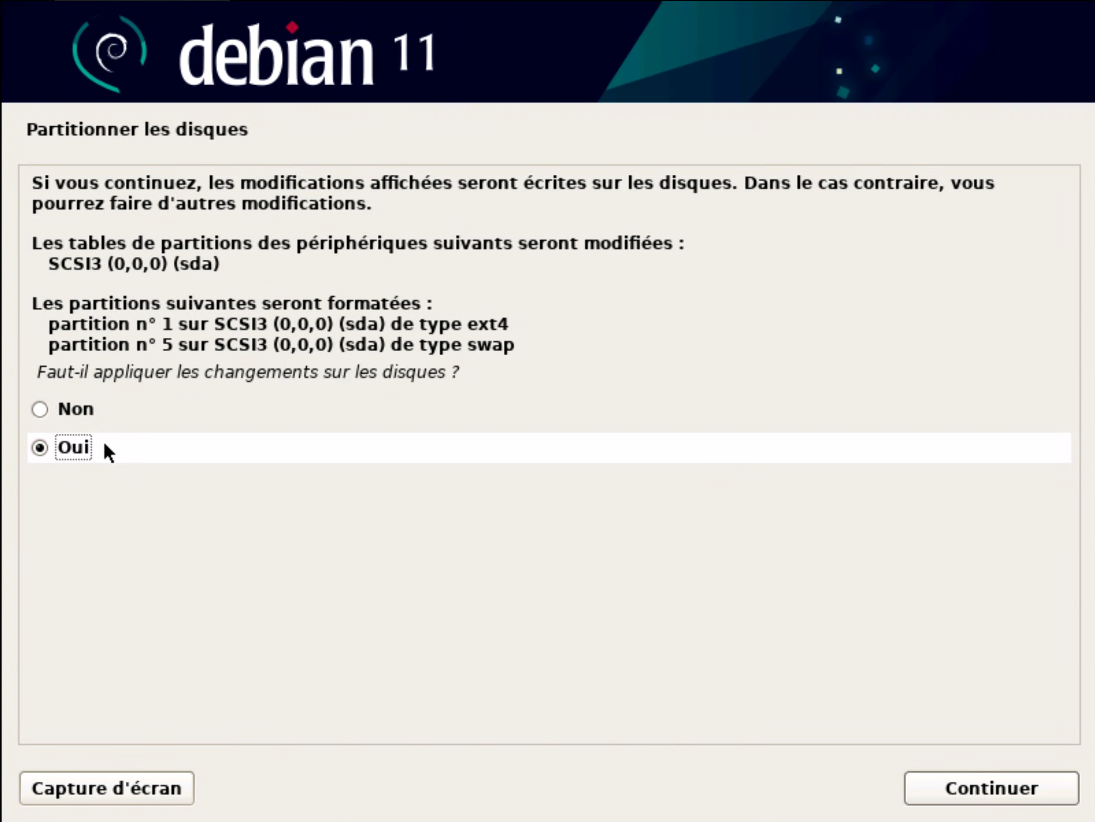 debian 11
Partitionner les disques
Si vous continuez, les modifications affichées seront écrites sur les disques. Dans le cas contraire, vous
pourrez faire d'autres modifications.
Les tables de partitions des périphériques suivants seront modifiées :
SCSI3 (0,0,0) (sda)
Les partitions suivantes seront formatées :
partition n° 1 sur SCSI3 (0,0,0) (sda) de type ext4
partition n° 5 sur SCSI3 (0,0,0) (sda) de type swap
Faut-il appliquer les changements sur les disques ?
Non
Oui
Capture d'écran
Continuer